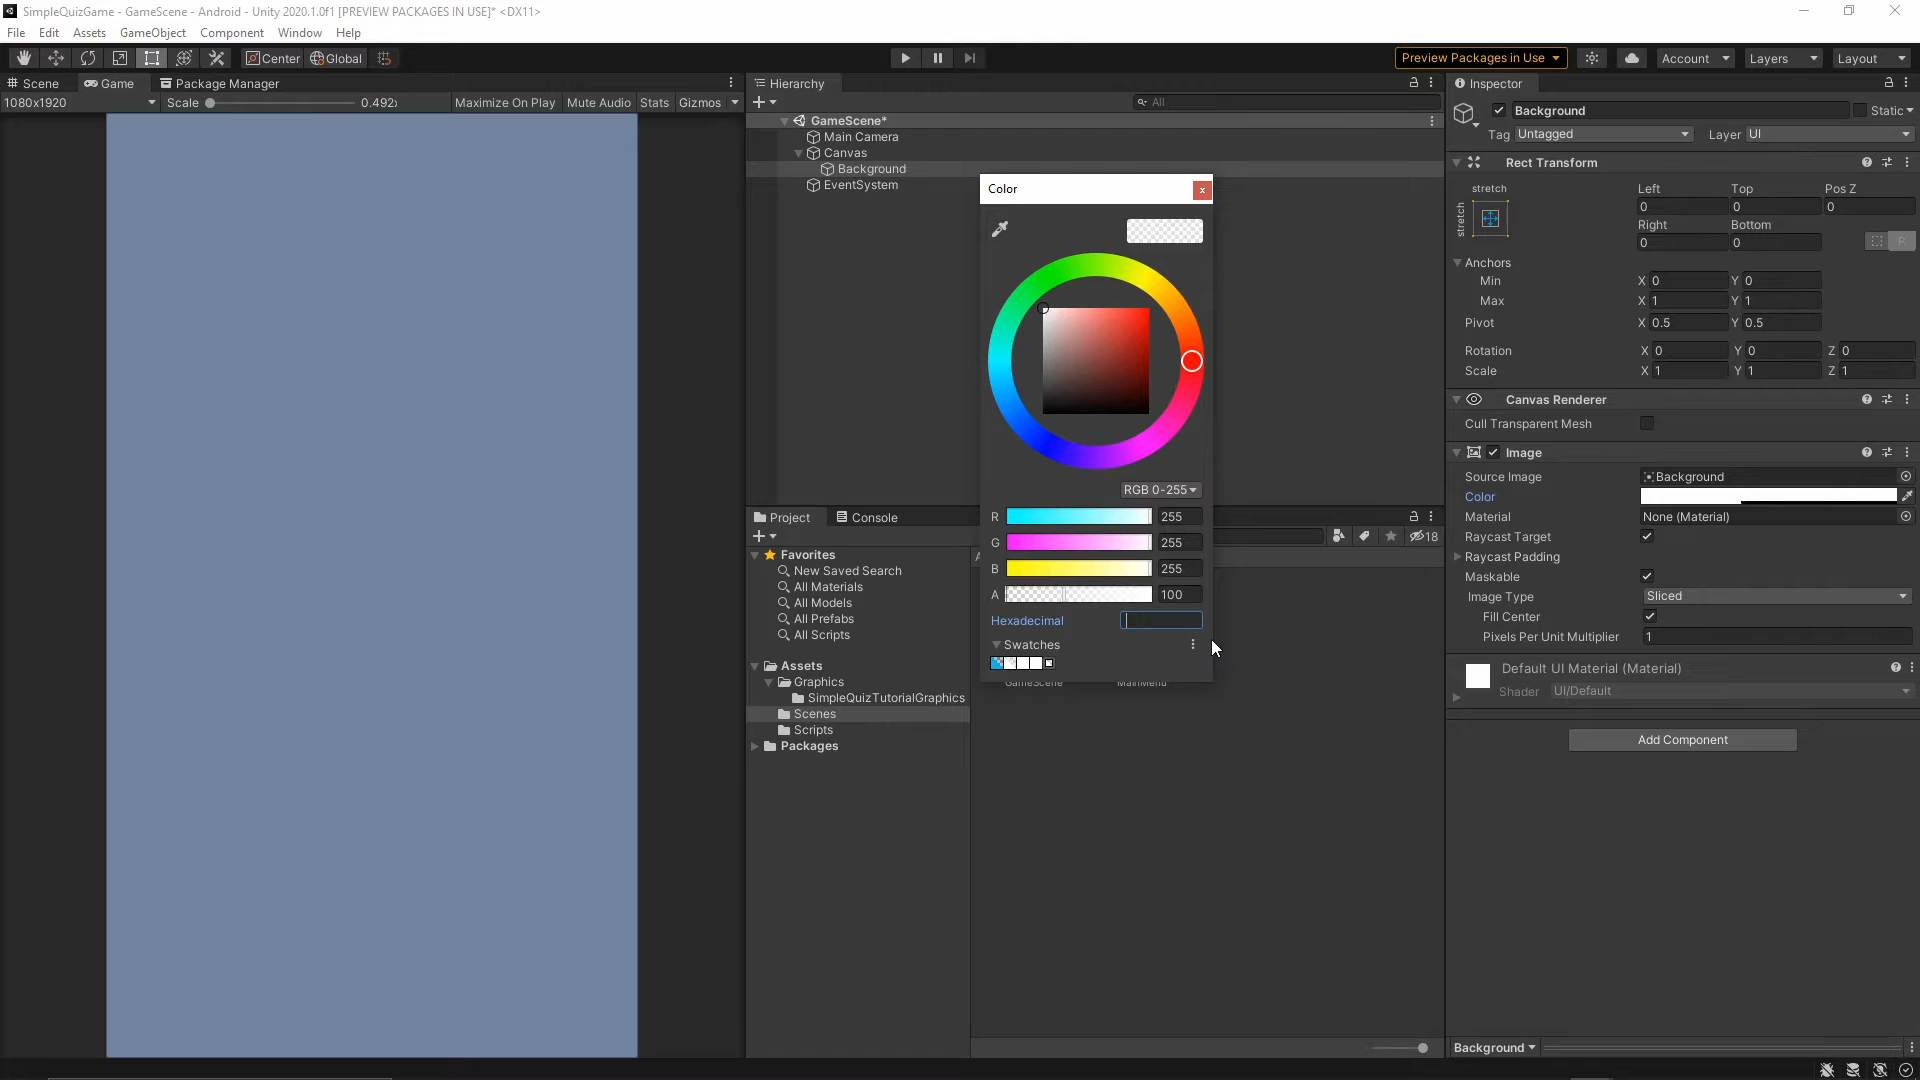 SimpleQuizGame - GameScene - Android - Unity 2020.1.0f1 [PREVIEW PACKAGES IN USE]* <DX11>
File Edit Assets GameObject Component Window Help
Center Global
Preview Packages in Use Account Layers Layout
Scene Game Package Manager
1080x1920 Scale 0.492x Maximize On Play Mute Audio Stats Gizmos
Hierarchy
All
GameScene*
Main Camera
Canvas
Background
EventSystem
Color
RGB 0-255
R 255
G 255
B 255
A 100
Hexadecimal
Swatches
Project Console
18
Favorites
New Saved Search
All Materials
All Models
All Prefabs
All Scripts
Assets
Graphics
SimpleQuizTutorialGraphics
Scenes
Scripts
Packages
GameScene MainMenu
Inspector
Background Static
Tag Untagged Layer UI
Rect Transform
stretch Left Top Pos Z
stretch 0 0 0
Right Bottom
0 0 R
Anchors
Min X 0 Y 0
Max X 1 Y 1
Pivot X 0.5 Y 0.5
Rotation X 0 Y 0 Z 0
Scale X 1 Y 1 Z 1
Canvas Renderer
Cull Transparent Mesh
Image
Source Image Background
Color
Material None (Material)
Raycast Target
Raycast Padding
Maskable
Image Type Sliced
Fill Center
Pixels Per Unit Multiplier 1
Default UI Material (Material)
Shader UI/Default
Add Component
Background